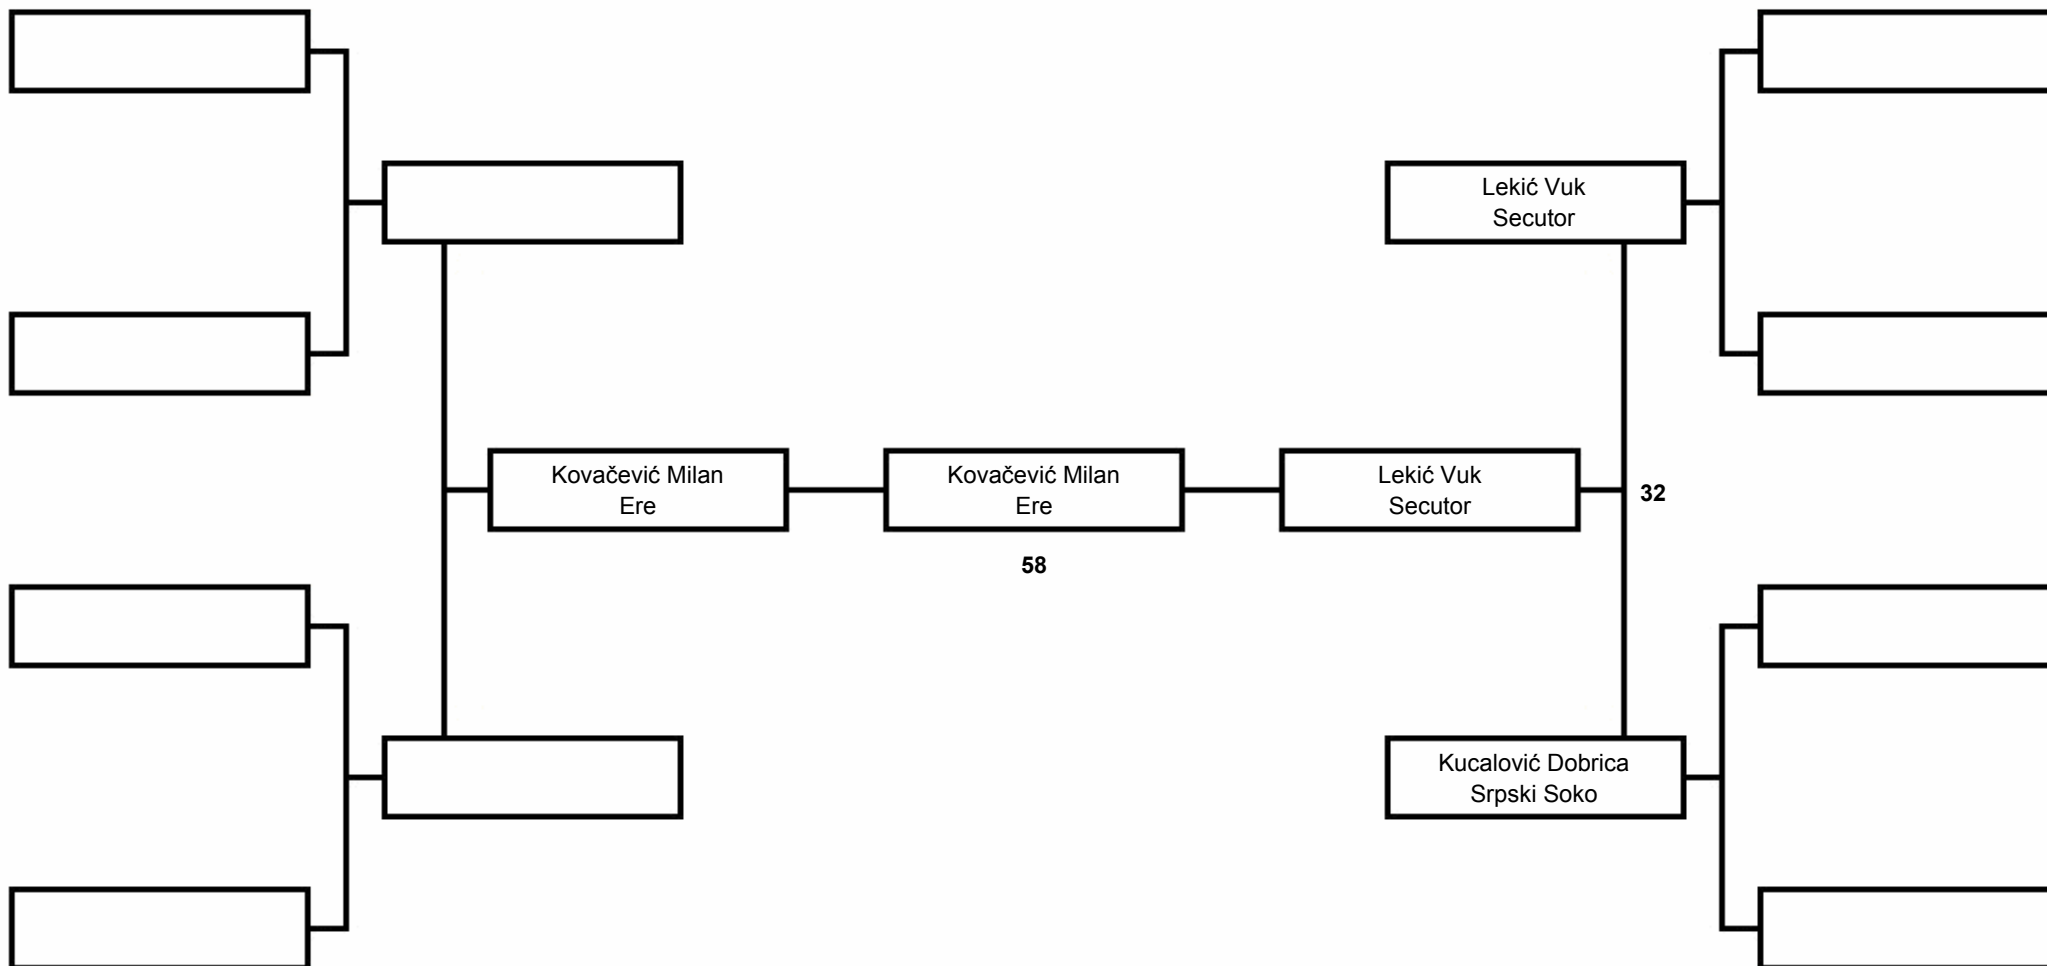 Lekić Vuk
Secutor
Kovačević Milan
Ere
Kovačević Milan
Ere
58
Lekić Vuk
Secutor
32
Kucalović Dobrica
Srpski Soko